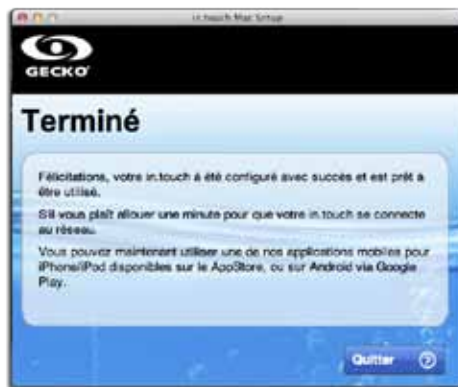 in.touch Mac Setup
GECKO
Terminé
Félicitations, votre in.touch à été configuré avec succès et est prêt a
être utilisé.
S'il vous plaît allouer une minute pour que votre in.touch se connecte
au réseau.
Vous pouvez maintenant utiliser une de nos applications mobiles pour
iPhone/iPod disponibles sur le AppStore, ou sur Android via Google
Play.
Quitter